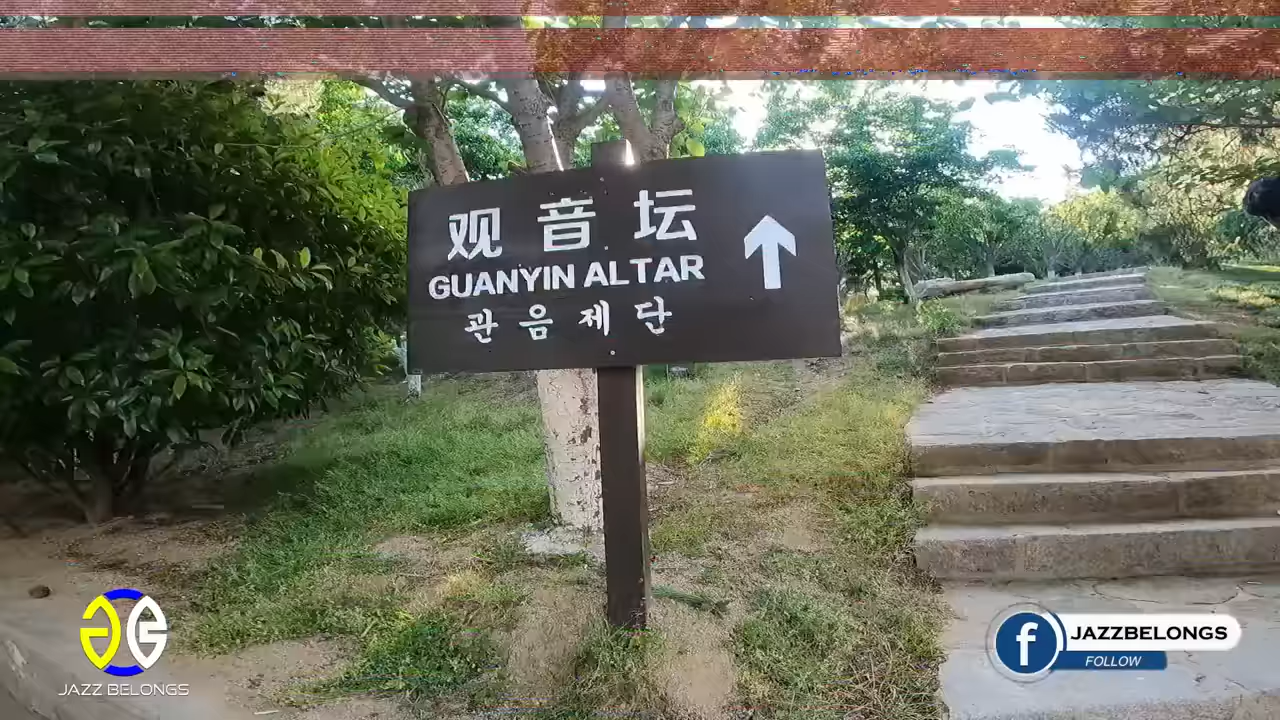 观音坛
GUANYIN ALTAR
관음제단
JAZZ BELONGS
f JAZZBELONGS
FOLLOW